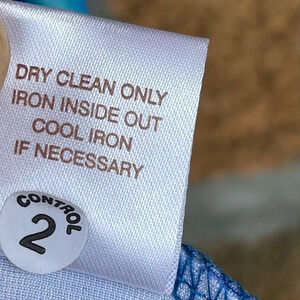 DRY CLEAN ONLY
IRON INSIDE OUT
COOL IRON
IF NECESSARY
CONTROL
2